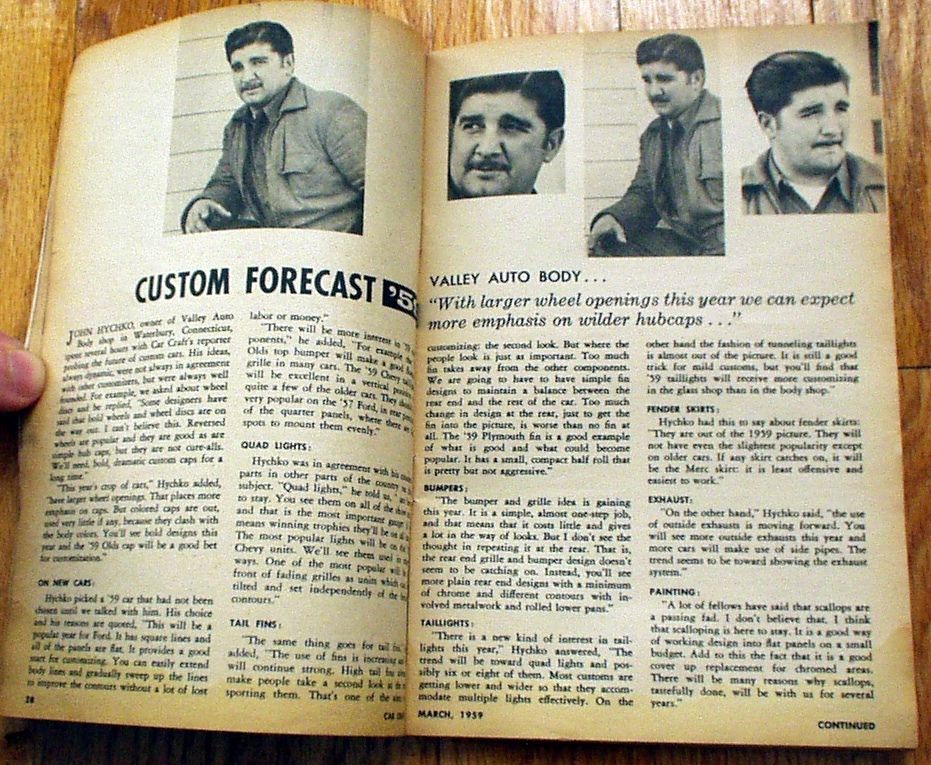 CUSTOM FORECAST '59
JOHN HYCHKO, owner of Valley Auto
Body shop in Waterbury, Connecticut,
spent several hours with Car Craft's reporter
probing the future of custom cars. His ideas,
always dynamic, were not always in agreement
with other customizers, but were always well
founded. For example, we asked about wheel
discs and he replied, "Some designers have
said that bold wheels and wheel discs are on
the way out. I can't believe this. Reversed
wheels are popular and they are good as are
simple hub caps, but they are not cure-alls.
We'll need, bold, dramatic custom caps for a
long time."
"This year's crop of cars," Hychko added,
"have larger wheel openings. That places more
emphasis on caps. But colored caps are out,
used very little if any, because they clash with
the body colors. You'll see bold designs this
year and the '59 Olds cap will be a good bet
for customization."
ON NEW CARS:
Hychko picked a '59 car that had not been
chosen until we talked with him. His choice
and his reasons are quoted, "This will be a
popular year for Ford. It has square lines and
all of the panels are flat. It provides a good
start for customizing. You can easily extend
body lines and gradually sweep up the lines
to improve the contours without a lot of lost
28
labor or money."
"There will be more interest in '59
ponents," he added, "For example the
Olds top bumper will make a good
grille in many cars. The '59 Chevy
will be excellent in a vertical
quite a few of the older cars. They
very popular on the '57 Ford, in
of the quarter panels, where there
spots to mount them evenly."
QUAD LIGHTS:
Hychko was in agreement with his
parts in other parts of the country
subject. "Quad lights," he told us,
to stay. You see them on all of the
and that is the most important
means winning trophies they'll be
The most popular lights will be on the
Chevy units. We'll see them used in
ways. One of the most popular will
front of fading grilles as units which
tilted and set independently of the
contours."
TAIL FINS:
"The same thing goes for tail
added, "The use of fins is increasing
will continue strong. High tail
make people take a second look at
sporting them. That's one of the
CAR
VALLEY AUTO BODY...
"With larger wheel openings this year we can expect
more emphasis on wilder hubcaps ..."
customizing: the second look. But where the
people look is just as important. Too much
fin takes away from the other components.
We are going to have to have simple fin
designs to maintain a balance between the
rear end and the rest of the car. Too much
change in design at the rear, just to get the
fin into the picture, is worse than no fin at
all. The '59 Plymouth fin is a good example
of what is good and what could become
popular. It has a small, compact half roll that
is pretty but not aggressive."
BUMPERS:
"The bumper and grille idea is gaining
this year. It is a simple, almost one-step job,
and that means that it costs little and gives
a lot in the way of looks. But I don't see the
thought in repeating it at the rear. That is,
the rear end grille and bumper design doesn't
seem to be catching on. Instead, you'll see
more plain rear end designs with a minimum
of chrome and different contours with in-
volved metalwork and rolled lower pans."
TAILLIGHTS:
"There is a new kind of interest in tail-
lights this year," Hychko answered, "The
trend will be toward quad lights and pos-
sibly six or eight of them. Most customs are
getting lower and wider so that they accom-
modate multiple lights effectively. On the
MARCH, 1959
other hand the fashion of tunneling taillights
is almost out of the picture. It is still a good
trick for mild customs, but you'll find that
'59 taillights will receive more customizing
in the glass shop than in the body shop."
FENDER SKIRTS:
Hychko had this to say about fender skirts:
"They are out of the 1959 picture. They will
not have even the slightest popularity except
on older cars. If any skirt catches on, it will
be the Merc skirt: it is least offensive and
easiest to work."
EXHAUST:
"On the other hand," Hychko said, "the use
of outside exhausts is moving forward. You
will see more outside exhausts this year and
more cars will make use of side pipes. The
trend seems to be toward showing the exhaust
system."
PAINTING:
"A lot of fellows have said that scallops are
a passing fad. I don't believe that. I think
that scalloping is here to stay. It is a good way
of working design into flat panels on a small
budget. Add to this the fact that it is a good
cover up replacement for chromed areas.
There will be many reasons why scallops,
tastefully done, will be with us for several
years."
CONTINUED